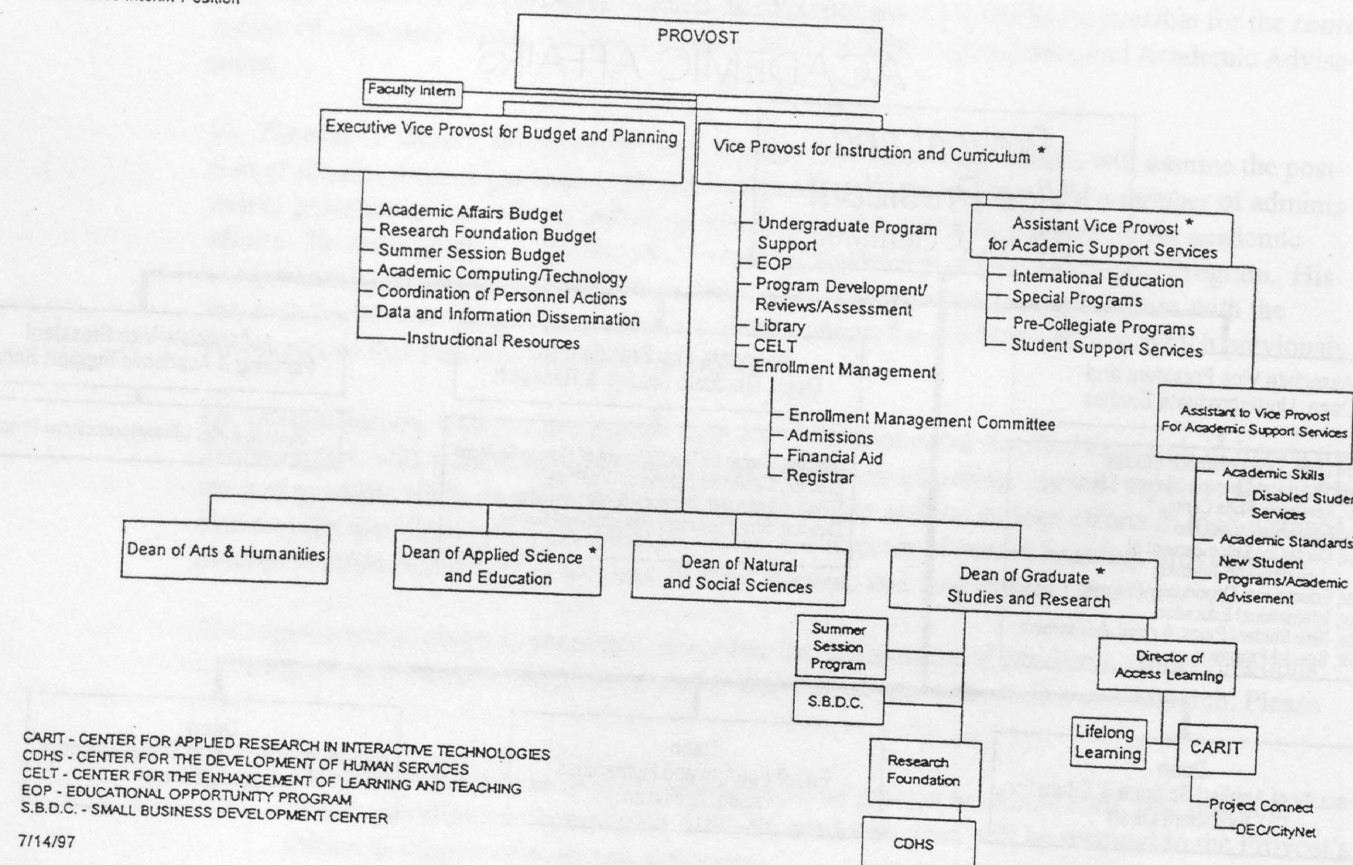 Interim Position
PROVOST
Faculty Intern
Executive Vice Provost for Budget and Planning
Vice Provost for Instruction and Curriculum *
Academic Affairs Budget
Research Foundation Budget
Summer Session Budget
Academic Computing/Technology
Coordination of Personnel Actions
Data and Information Dissemination
Instructional Resources
Undergraduate Program
Support
EOP
Program Development/
Reviews/Assessment
Library
CELT
Enrollment Management
Enrollment Management Committee
Admissions
Financial Aid
Registrar
Assistant Vice Provost *
for Academic Support Services
International Education
Special Programs
Pre-Collegiate Programs
Student Support Services
Assistant to Vice Provost
For Academic Support Services
Academic Skills
Disabled Studen
Services
Academic Standards
New Student
Programs/Academic
Advisement
Dean of Arts & Humanities
Dean of Applied Science *
and Education
Dean of Natural
and Social Sciences
Dean of Graduate *
Studies and Research
Summer
Session
Program
S.B.D.C.
Director of
Access Learning
Lifelong
Learning
CARIT
Research
Foundation
CDHS
Project Connect
OEC/CityNet
CARIT - CENTER FOR APPLIED RESEARCH IN INTERACTIVE TECHNOLOGIES
CDHS - CENTER FOR THE DEVELOPMENT OF HUMAN SERVICES
CELT - CENTER FOR THE ENHANCEMENT OF LEARNING AND TEACHING
EOP - EDUCATIONAL OPPORTUNITY PROGRAM
S.B.D.C. - SMALL BUSINESS DEVELOPMENT CENTER
7/14/97